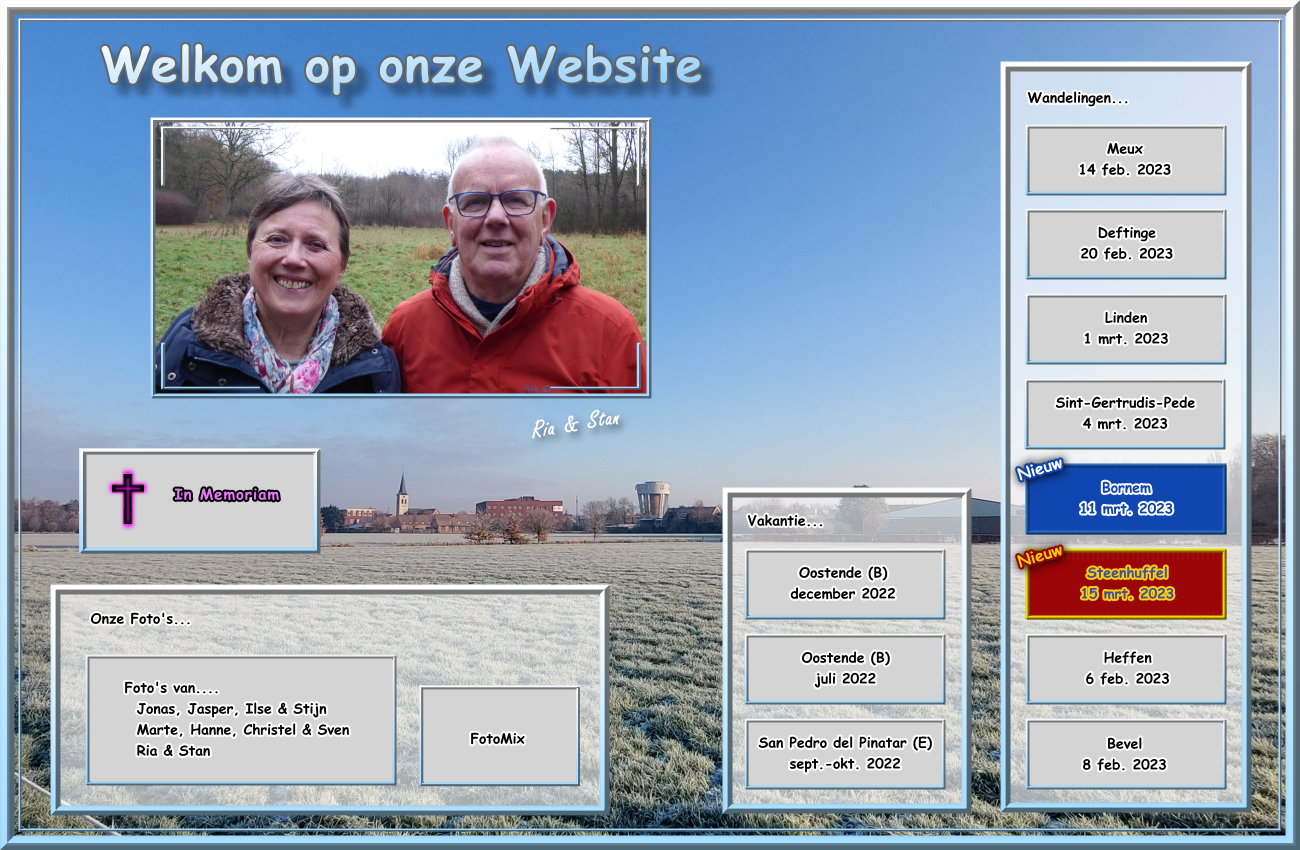 Welkom op onze Website
Ria & Stan
In Memoriam
Onze Foto's...
Foto's van....
Jonas, Jasper, Ilse & Stijn
Marte, Hanne, Christel & Sven
Ria & Stan
FotoMix
Vakantie...
Oostende (B)
december 2022
Oostende (B)
juli 2022
San Pedro del Pinatar (E)
sept.-okt. 2022
Wandelingen...
Meux
14 feb. 2023
Deftinge
20 feb. 2023
Linden
1 mrt. 2023
Sint-Gertrudis-Pede
4 mrt. 2023
Nieuw
Bornem
11 mrt. 2023
Nieuw
Steenhuffel
15 mrt. 2023
Heffen
6 feb. 2023
Bevel
8 feb. 2023